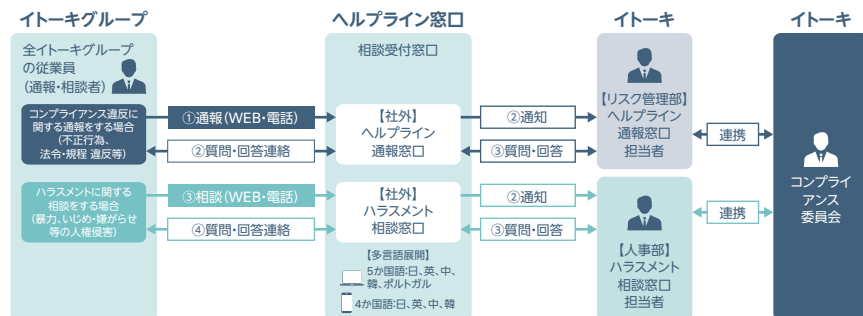 イトーキグループ
ヘルプライン窓口
イトーキ
イトーキ
全イトーキグループ
の従業員
(通報・相談者)
コンプライアンス違反に
関する通報をする場合
(不正行為、
法令・規程 違反等)
ハラスメントに関する
相談をする場合
(暴力、いじめ・嫌がらせ
等の人権侵害)
①通報(WEB・電話)
②質問・回答連絡
③相談(WEB・電話)
④質問・回答連絡
相談受付窓口
【社外】
ヘルプライン
通報窓口
【社外】
ハラスメント
相談窓口
【多言語展開】
5か国語:日、英、中、
韓、ポルトガル
4か国語:日、英、中、韓
②通知
③質問・回答
②通知
③質問・回答
【リスク管理部】
ヘルプライン
通報窓口
担当者
【人事部】
ハラスメント
相談窓口
担当者
連携
連携
コンプライ
アンス
委員会